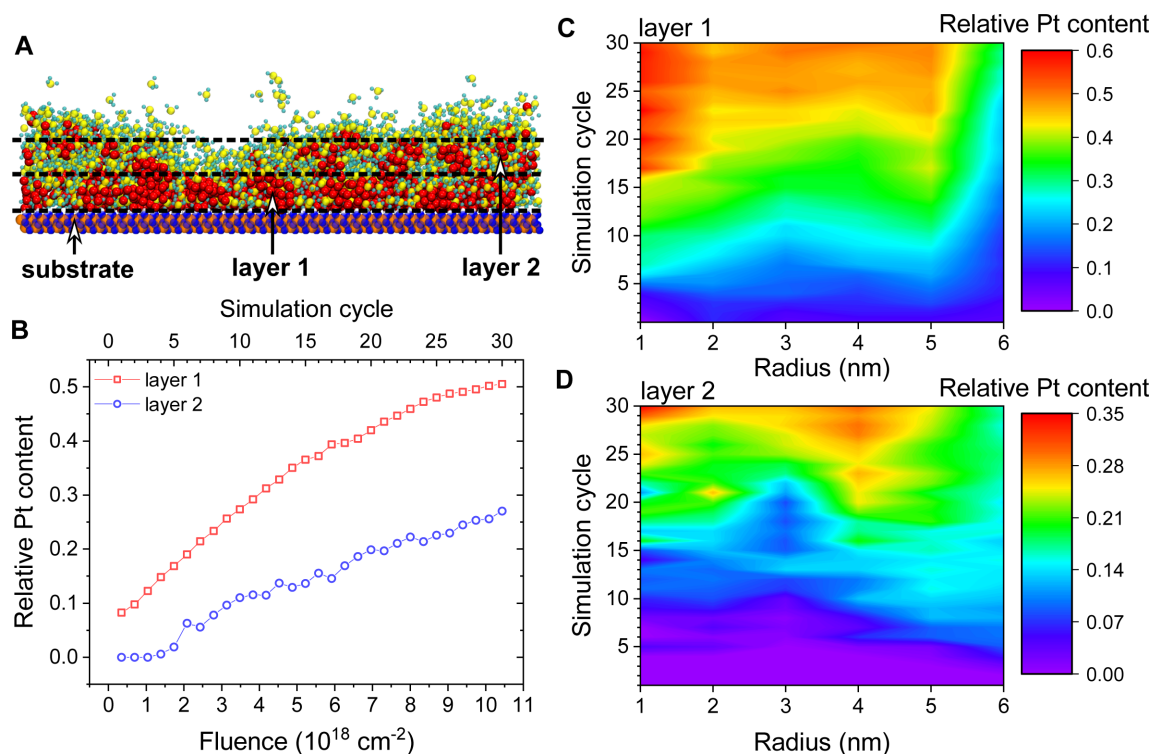 A
substrate
layer 1
layer 2
B
Simulation cycle
0 5 10 15 20 25 30
layer 1
layer 2
Relative Pt content
0.5
0.4
0.3
0.2
0.1
0.0
0 1 2 3 4 5 6 7 8 9 10 11
Fluence (10¹⁸ cm⁻²)
C
layer 1
Relative Pt content
Simulation cycle
30
25
20
15
10
5
1 2 3 4 5 6
Radius (nm)
0.6
0.5
0.4
0.3
0.2
0.1
0.0
D
layer 2
Relative Pt content
Simulation cycle
30
25
20
15
10
5
1 2 3 4 5 6
Radius (nm)
0.35
0.28
0.21
0.14
0.07
0.00